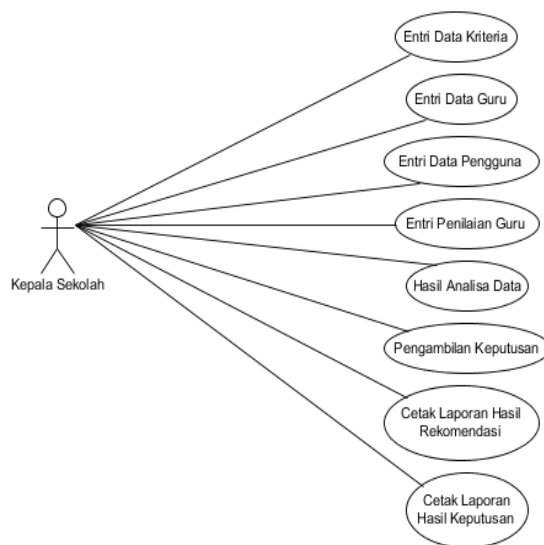 Entri Data Kriteria
Entri Data Guru
Entri Data Pengguna
Entri Penilaian Guru
Kepala Sekolah
Hasil Analisa Data
Pengambilan Keputusan
Cetak Laporan Hasil
Rekomendasi
Cetak Laporan
Hasil Keputusan